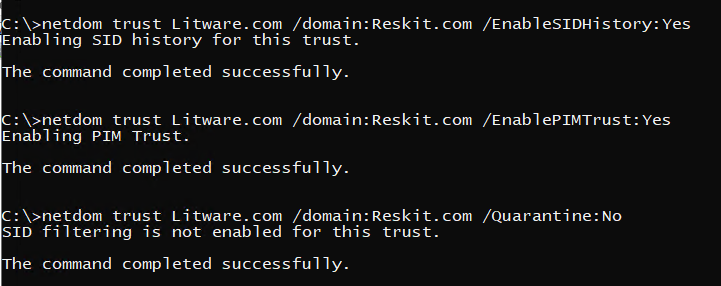 C:\>netdom trust Litware.com /domain:Reskit.com /EnableSIDHistory:Yes
Enabling SID history for this trust.
The command completed successfully.
C:\>netdom trust Litware.com /domain:Reskit.com /EnablePIMTrust:Yes
Enabling PIM Trust.
The command completed successfully.
C:\>netdom trust Litware.com /domain:Reskit.com /Quarantine:No
SID filtering is not enabled for this trust.
The command completed successfully.